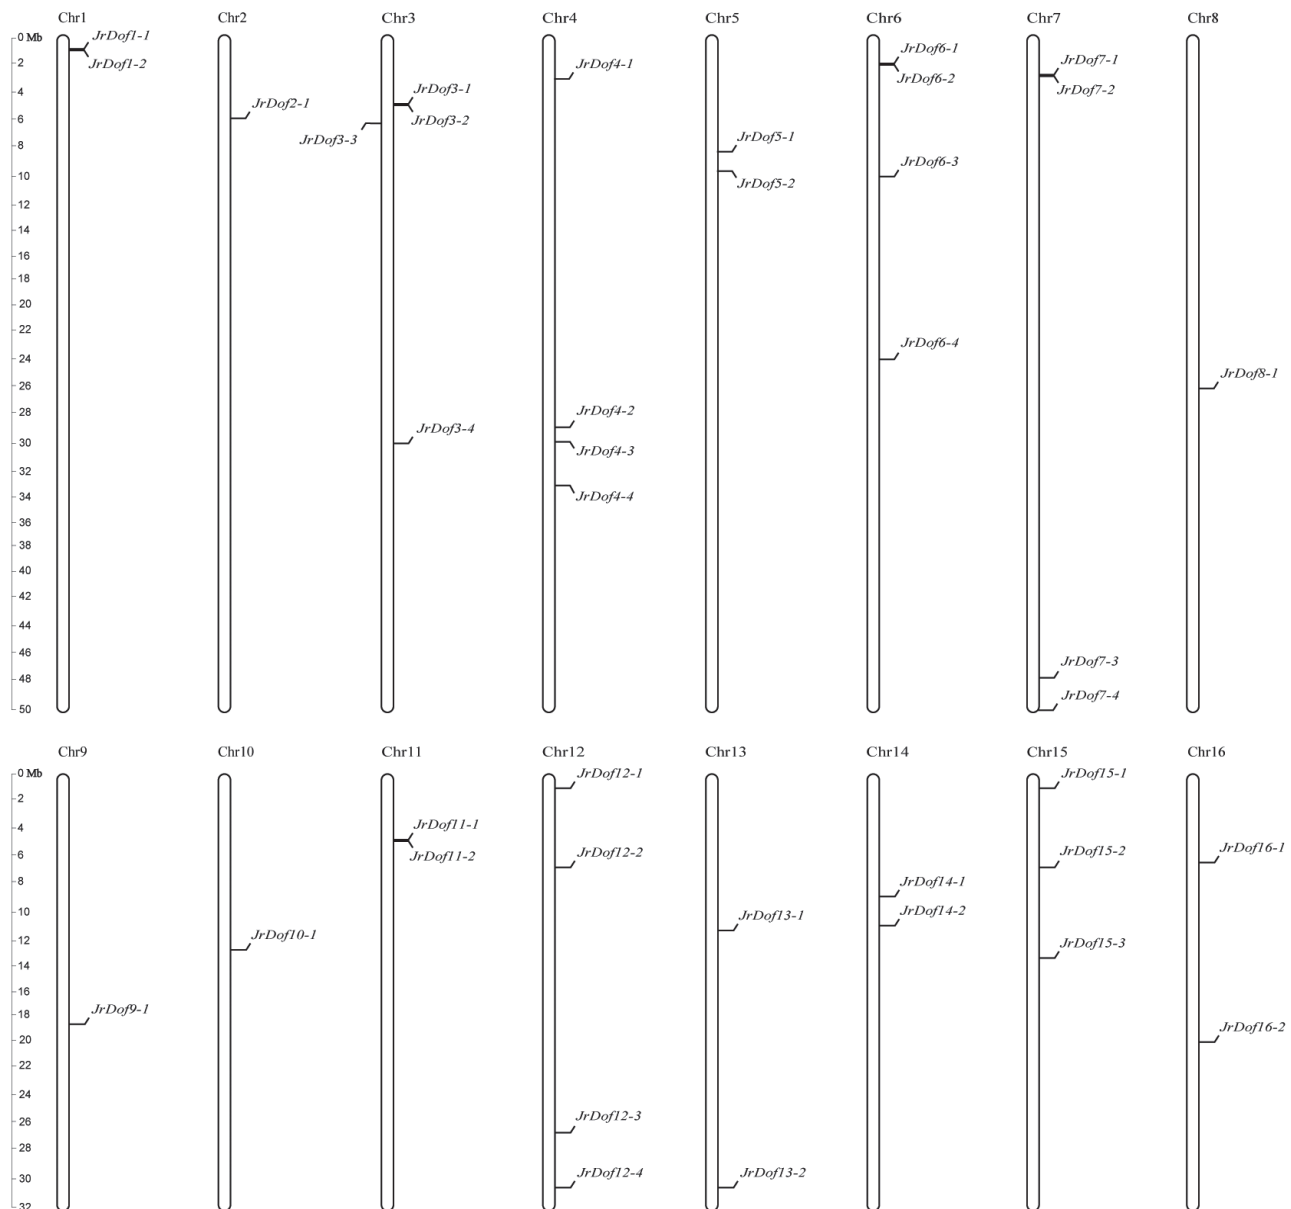 Chr1 Chr2 Chr3 Chr4 Chr5 Chr6 Chr7 Chr8
0 Mb
2
4
6
8
10
12
14
16
18
20
22
24
26
28
30
32
34
36
38
40
42
44
46
48
50
JrDof1-1
JrDof1-2
JrDof2-1
JrDof3-1
JrDof3-2
JrDof3-3
JrDof3-4
JrDof4-1
JrDof4-2
JrDof4-3
JrDof4-4
JrDof5-1
JrDof5-2
JrDof6-1
JrDof6-2
JrDof6-3
JrDof6-4
JrDof7-1
JrDof7-2
JrDof7-3
JrDof7-4
JrDof8-1
Chr9 Chr10 Chr11 Chr12 Chr13 Chr14 Chr15 Chr16
0 Mb
2
4
6
8
10
12
14
16
18
20
22
24
26
28
30
32
JrDof9-1
JrDof10-1
JrDof11-1
JrDof11-2
JrDof12-1
JrDof12-2
JrDof12-3
JrDof12-4
JrDof13-1
JrDof13-2
JrDof14-1
JrDof14-2
JrDof15-1
JrDof15-2
JrDof15-3
JrDof16-1
JrDof16-2